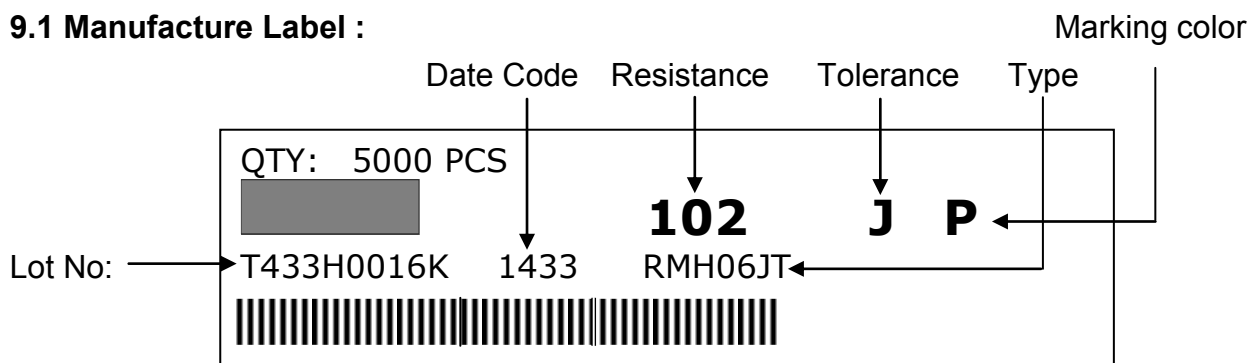 9.1 Manufacture Label : Marking color
Date Code Resistance Tolerance Type
QTY: 5000 PCS
102 J P
Lot No: T433H0016K 1433 RMH06JT